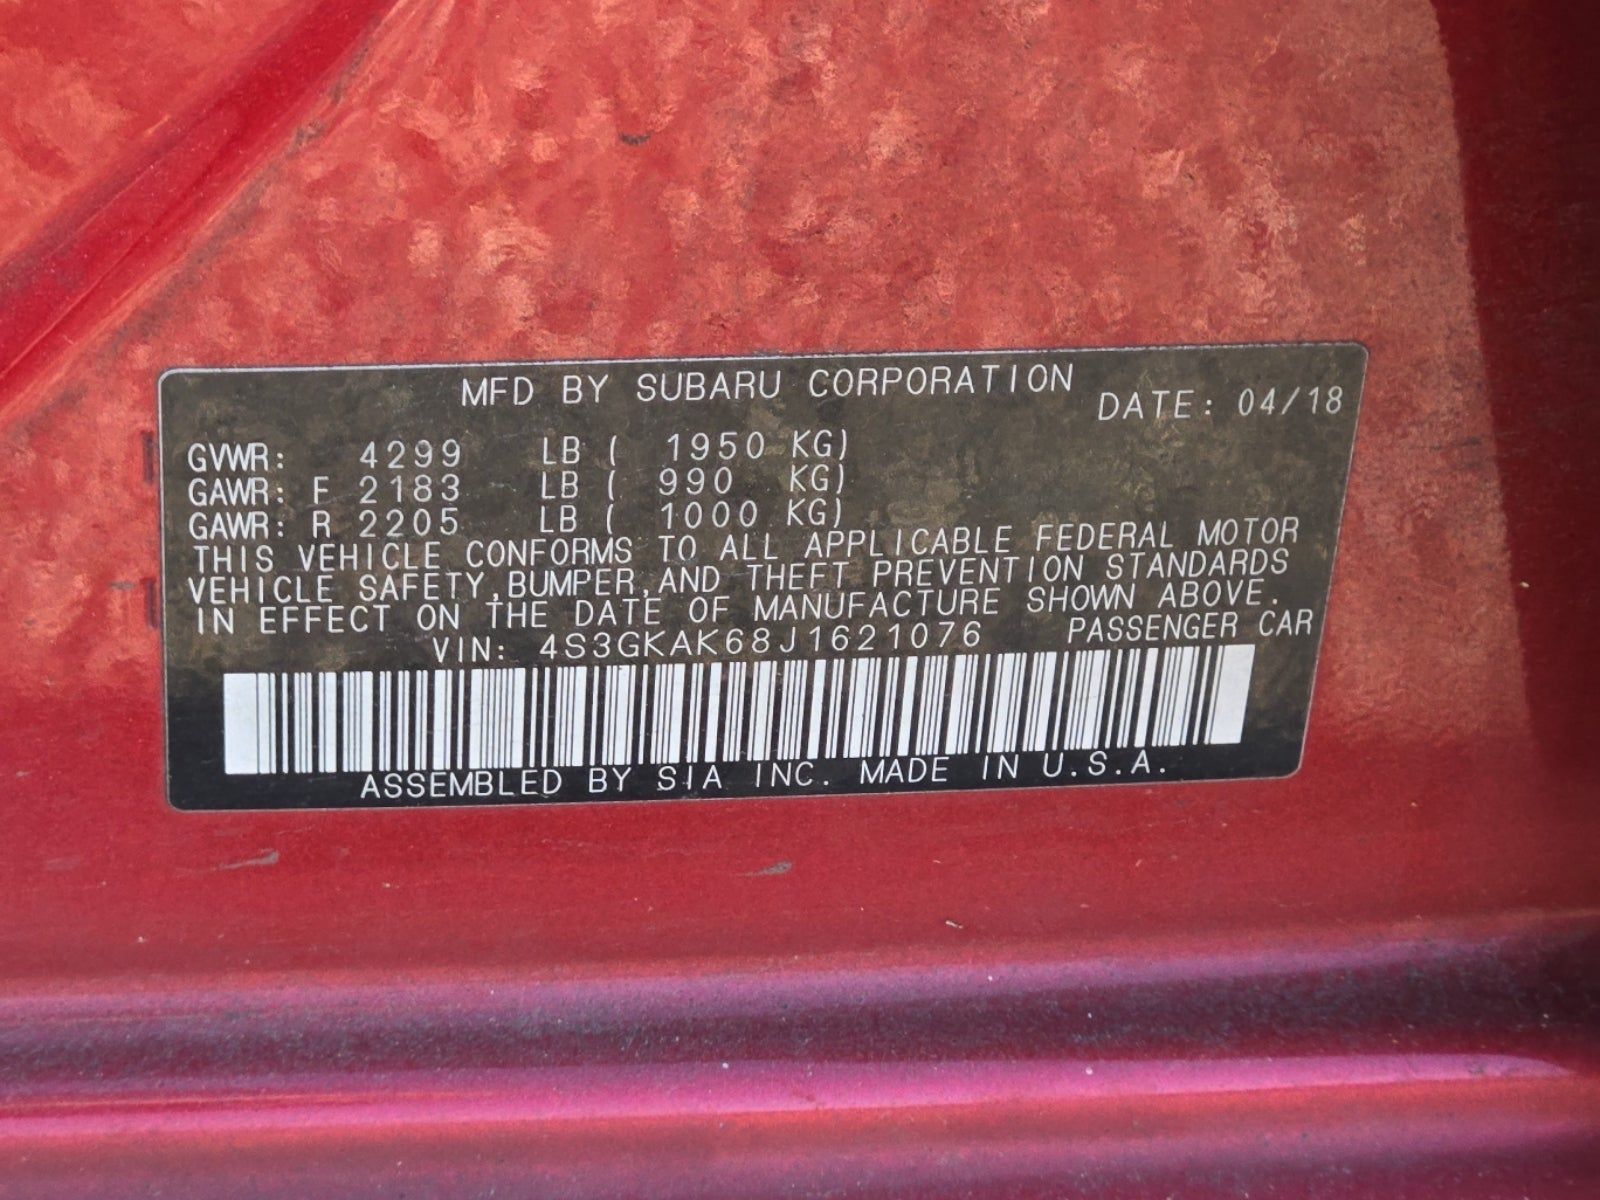 MFD BY SUBARU CORPORATION DATE: 04/18
GVWR: 4299 LB ( 1950 KG)
GAWR: F 2183 LB ( 990 KG)
GAWR: R 2205 LB ( 1000 KG)
THIS VEHICLE CONFORMS TO ALL APPLICABLE FEDERAL MOTOR
VEHICLE SAFETY,BUMPER,AND THEFT PREVENTION STANDARDS
IN EFFECT ON THE DATE OF MANUFACTURE SHOWN ABOVE.
VIN: 4S3GKAK68J1621076 PASSENGER CAR
ASSEMBLED BY SIA INC. MADE IN U.S.A.